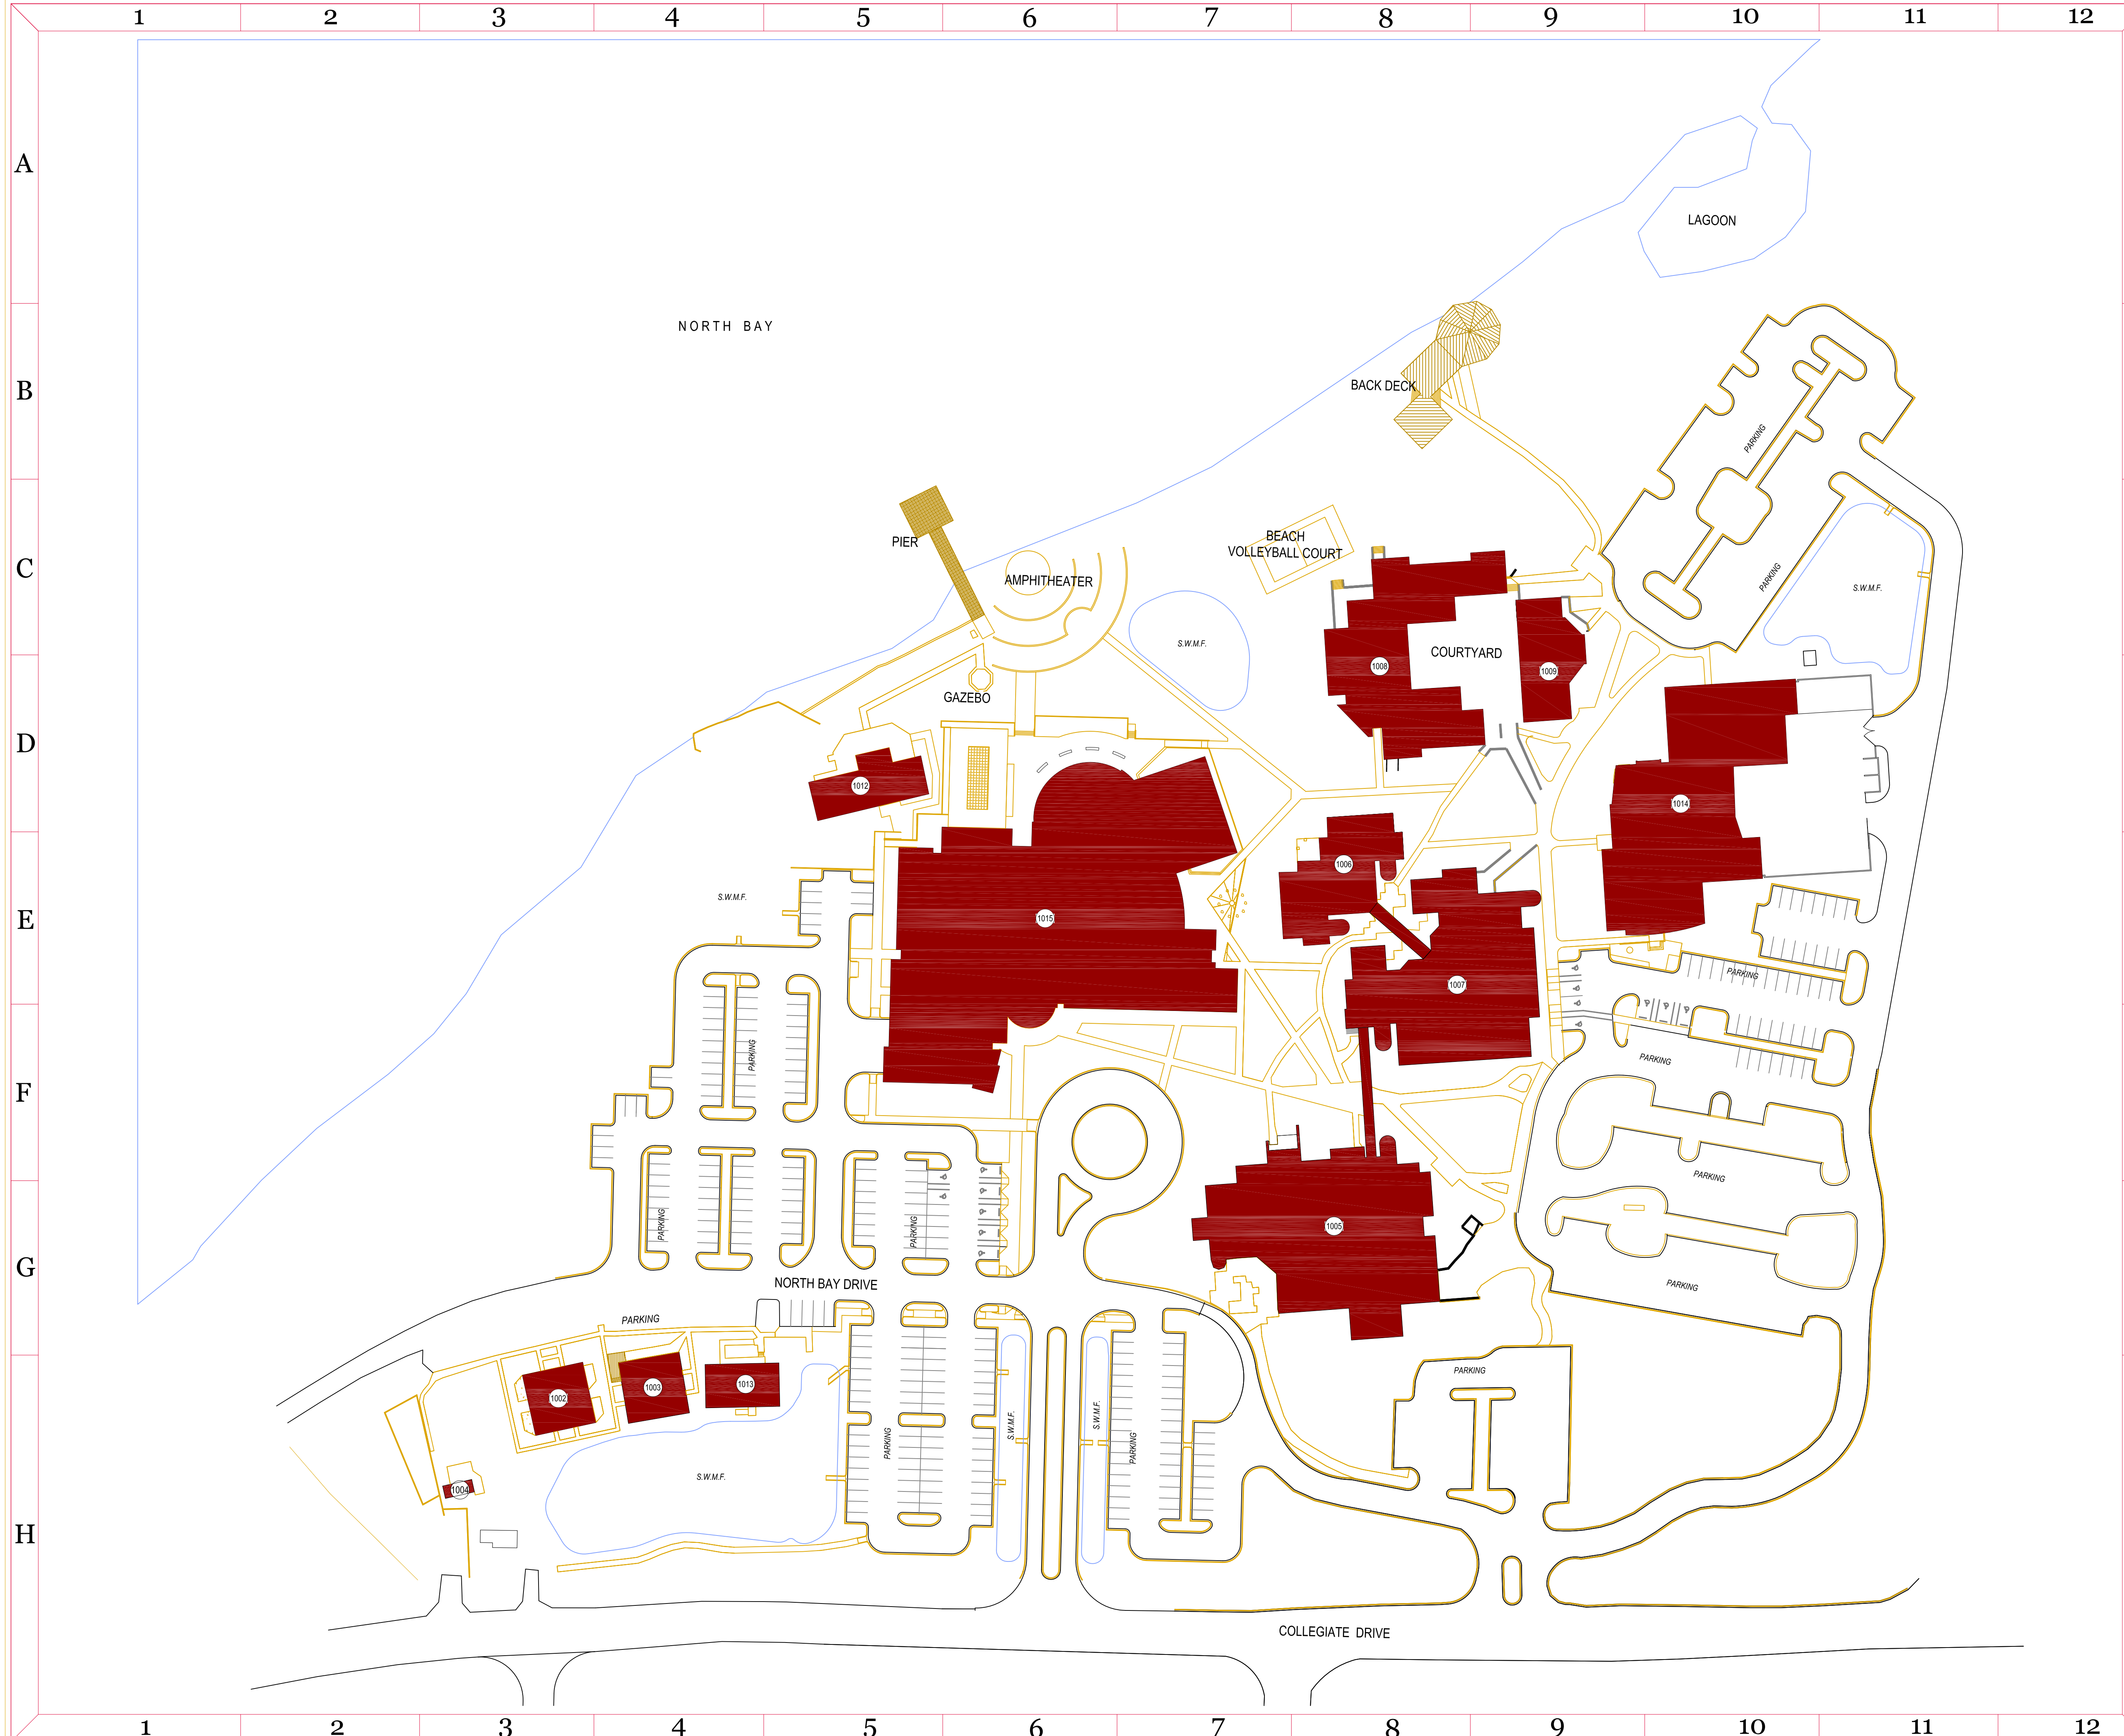 1 2 3 4 5 6 7 8 9 10 11 12
A
LAGOON
NORTH BAY
B
BACK DECK
PARKING
PIER
BEACH
VOLLEYBALL COURT
C
AMPHITHEATER
PARKING
S.W.M.F.
S.W.M.F.
COURTYARD
1008
1009
GAZEBO
D
1012
1014
1006
S.W.M.F.
E
1015
PARKING
1007
PARKING
PARKING
F
PARKING
PARKING
PARKING
1005
G
NORTH BAY DRIVE
PARKING
PARKING
PARKING
1002
1003
1013
S.W.M.F.
S.W.M.F.
PARKING
PARKING
S.W.M.F.
1004
H
COLLEGIATE DRIVE
1 2 3 4 5 6 7 8 9 10 11 12